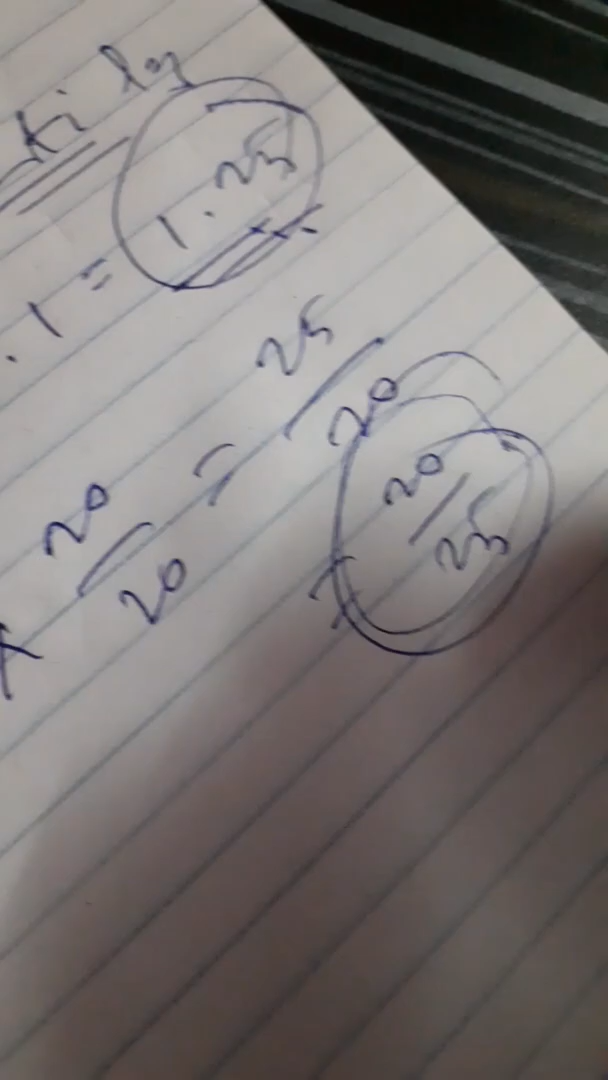 .1 = 1.25
× 20/20 = 25/20
20/25